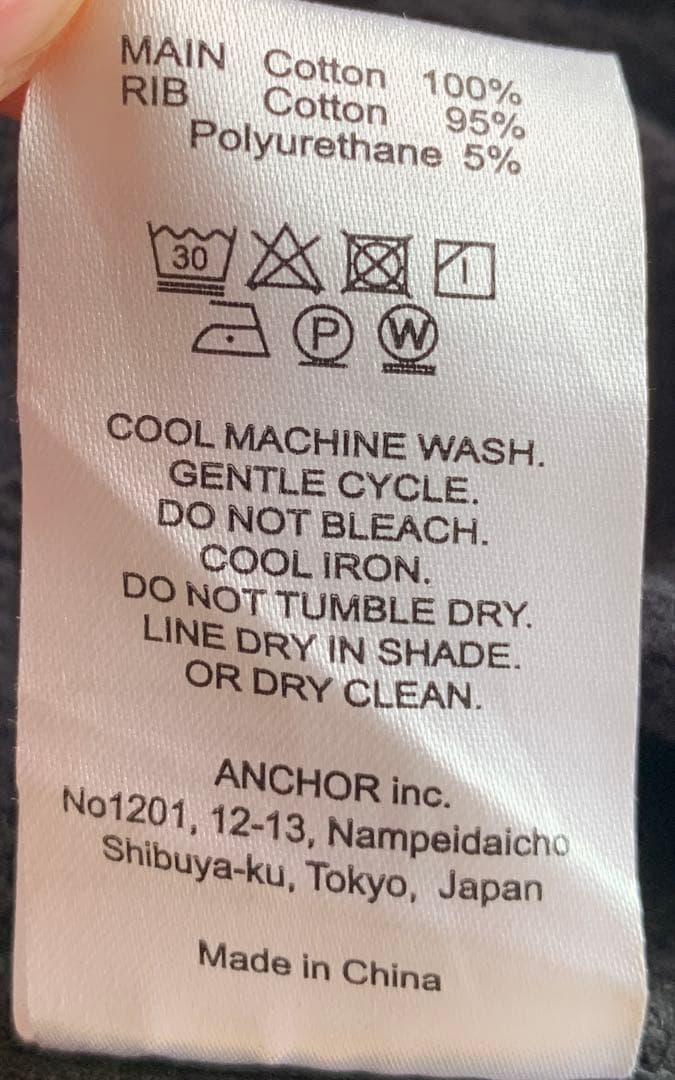 MAIN Cotton 100%
RIB Cotton 95%
Polyurethane 5%
30
P W
COOL MACHINE WASH.
GENTLE CYCLE.
DO NOT BLEACH.
COOL IRON.
DO NOT TUMBLE DRY.
LINE DRY IN SHADE.
OR DRY CLEAN.
ANCHOR inc.
No1201, 12-13, Nampeidaicho
Shibuya-ku, Tokyo, Japan
Made in China